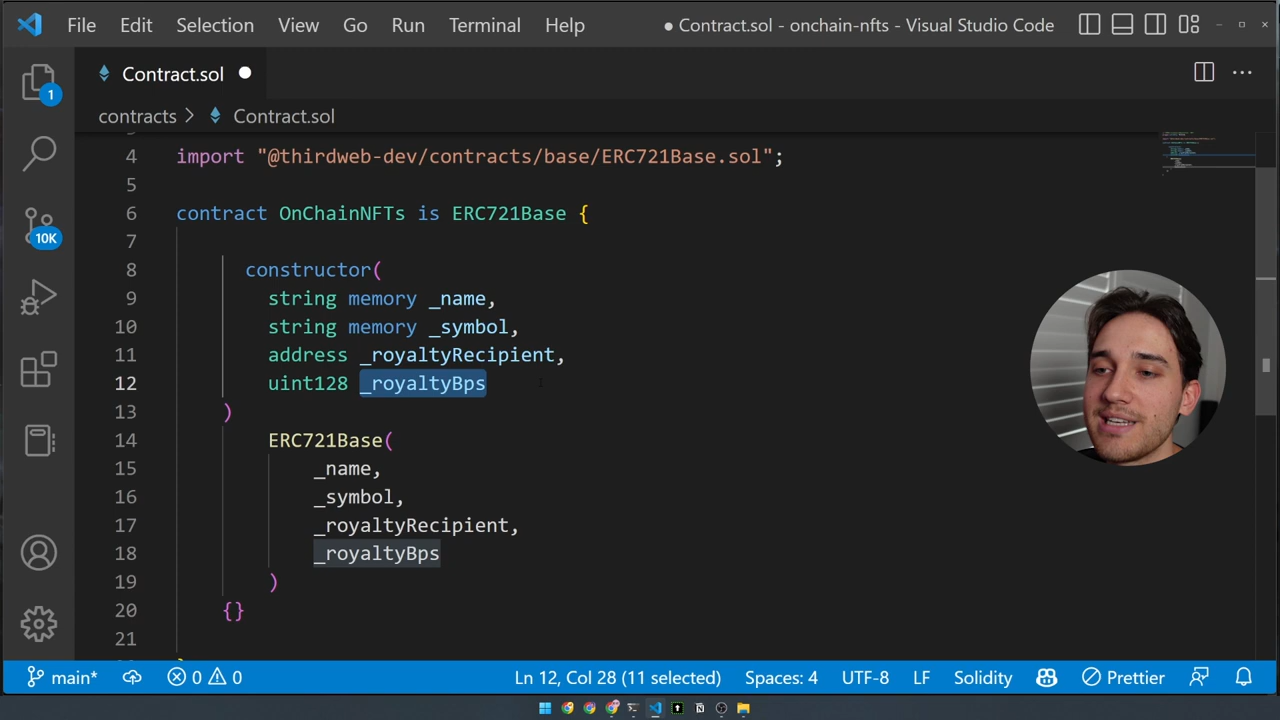 File Edit Selection View Go Run Terminal Help ● Contract.sol - onchain-nfts - Visual Studio Code
Contract.sol
contracts > Contract.sol
4 import "@thirdweb-dev/contracts/base/ERC721Base.sol";
5
6 contract OnChainNFTs is ERC721Base {
7
8 constructor(
9 string memory _name,
10 string memory _symbol,
11 address _royaltyRecipient,
12 uint128 _royaltyBps
13 )
14 ERC721Base(
15 _name,
16 _symbol,
17 _royaltyRecipient,
18 _royaltyBps
19 )
20 {}
21
1
10K
main* 0 0 Ln 12, Col 28 (11 selected) Spaces: 4 UTF-8 LF Solidity Prettier